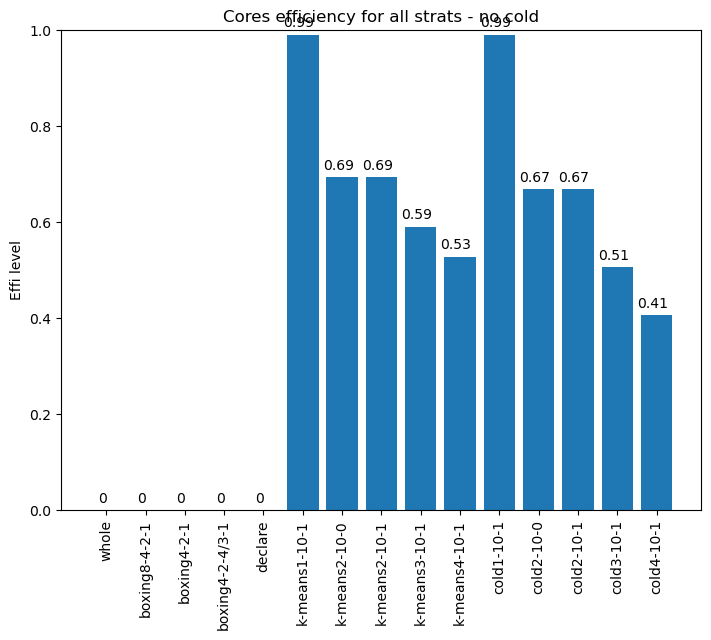 Cores efficiency for all strats - no cold
Effi level
1.0
0.8
0.6
0.4
0.2
0.0
0
0
0
0
0
0.99
0.69
0.69
0.59
0.53
0.99
0.67
0.67
0.51
0.41
whole
boxing8-4-2-1
boxing4-2-1
boxing4-2-4/3-1
declare
k-means1-10-1
k-means2-10-0
k-means2-10-1
k-means3-10-1
k-means4-10-1
cold1-10-1
cold2-10-0
cold2-10-1
cold3-10-1
cold4-10-1